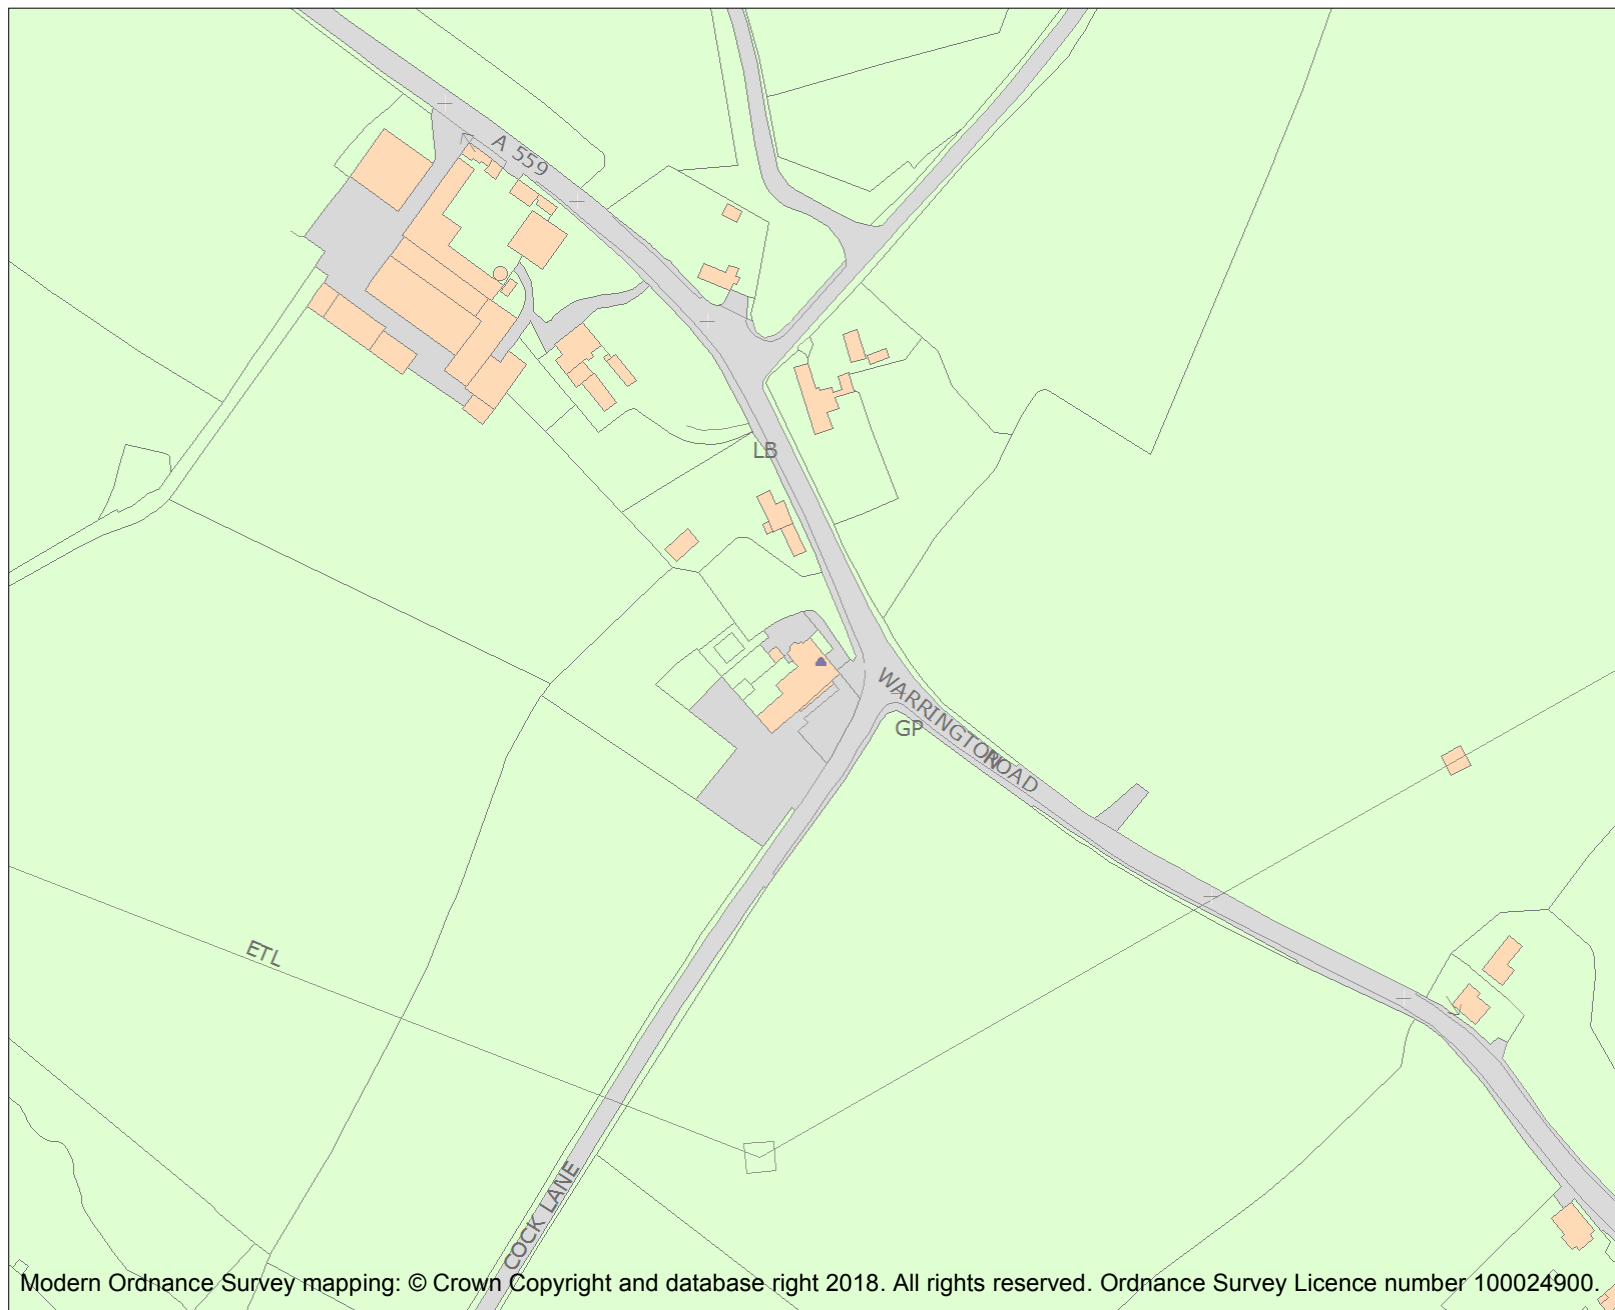 A 559
LB
WARRINGTON ROAD
GP
ETL
COCK LANE
Modern Ordnance Survey mapping: © Crown Copyright and database right 2018. All rights reserved. Ordnance Survey Licence number 100024900.